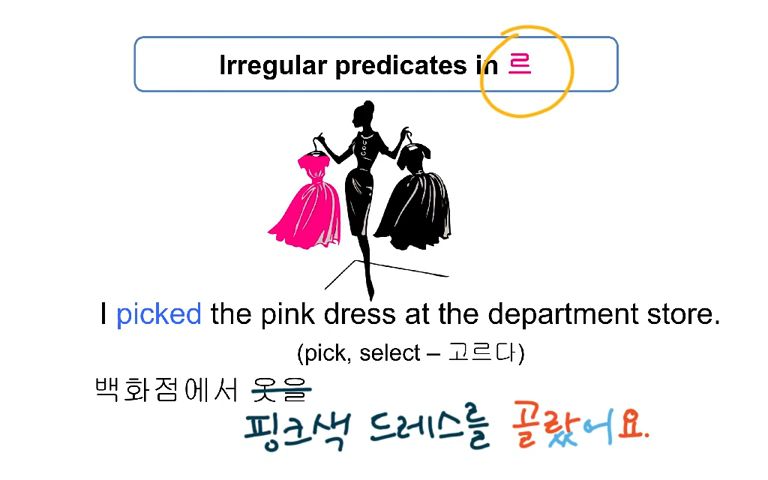 Irregular predicates in 르
I picked the pink dress at the department store.
(pick, select – 고르다)
백화점에서 옷을
핑크색 드레스를 골랐어요.